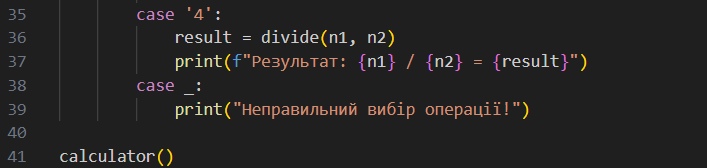 35 case '4':
36 result = divide(n1, n2)
37 print(f"Результат: {n1} / {n2} = {result}")
38 case _:
39 print("Неправильний вибір операції!")
40
41 calculator()